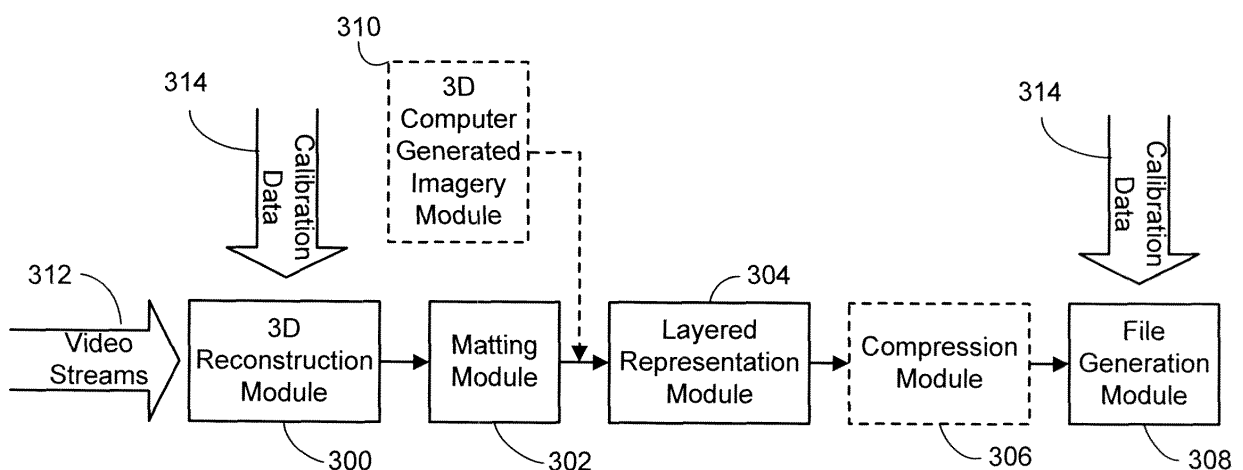 310
314
3D
Computer
Generated
Imagery
Module
Calibration
Data
314
Calibration
Data
312
Video
Streams
3D
Reconstruction
Module
300
Matting
Module
302
304
Layered
Representation
Module
Compression
Module
306
File
Generation
Module
308